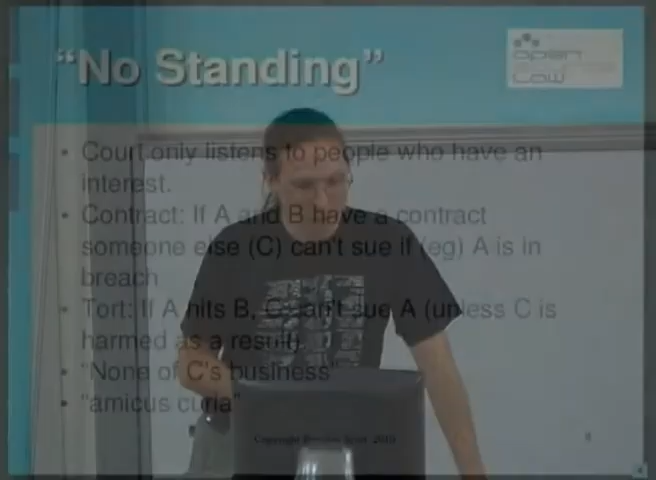 “No Standing”
open
Law
• Court only listens to people who have an
interest.
• Contract: If A and B have a contract
someone else (C) can't sue if (eg) A is in
breach
• Tort: If A hits B, C can't sue A (unless C is
harmed as a result).
• “None of C's business”
• “amicus curia”
Copyright 2010